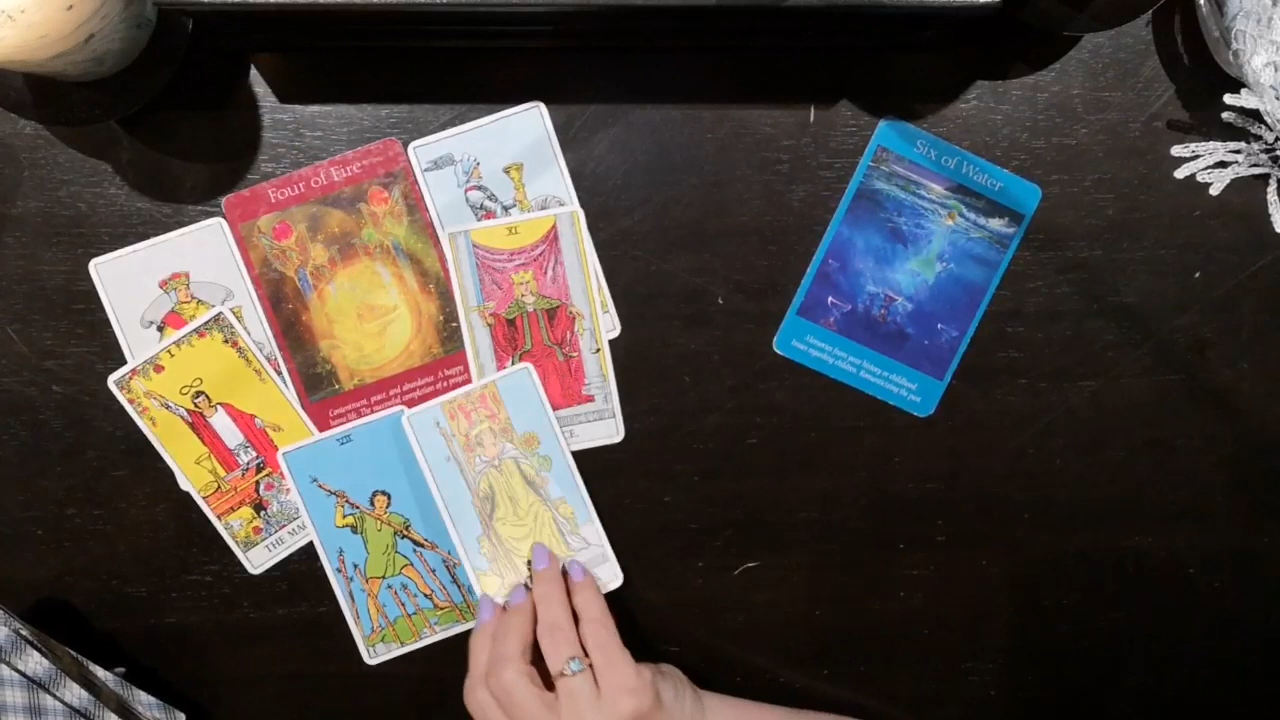 Four of Fire
Contentment, peace, and abundance. A happy
home life. The successful completion of a project.
XI
CE.
I
THE MAG
VII
Six of Water
Memories from your history or childhood.
Issues regarding children. Romanticizing the past